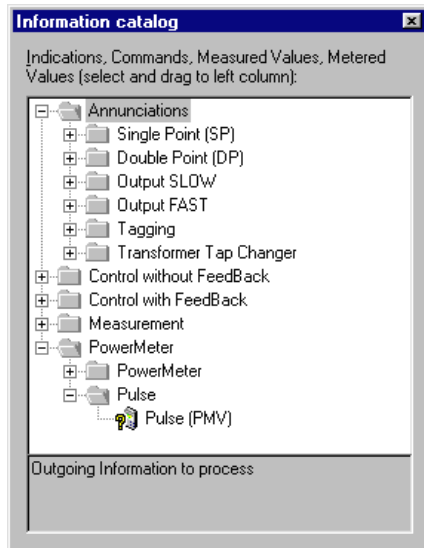 Information catalog
Indications, Commands, Measured Values, Metered
Values (select and drag to left column):
Annunciations
Single Point (SP)
Double Point (DP)
Output SLOW
Output FAST
Tagging
Transformer Tap Changer
Control without FeedBack
Control with FeedBack
Measurement
PowerMeter
PowerMeter
Pulse
Pulse (PMV)
Outgoing Information to process